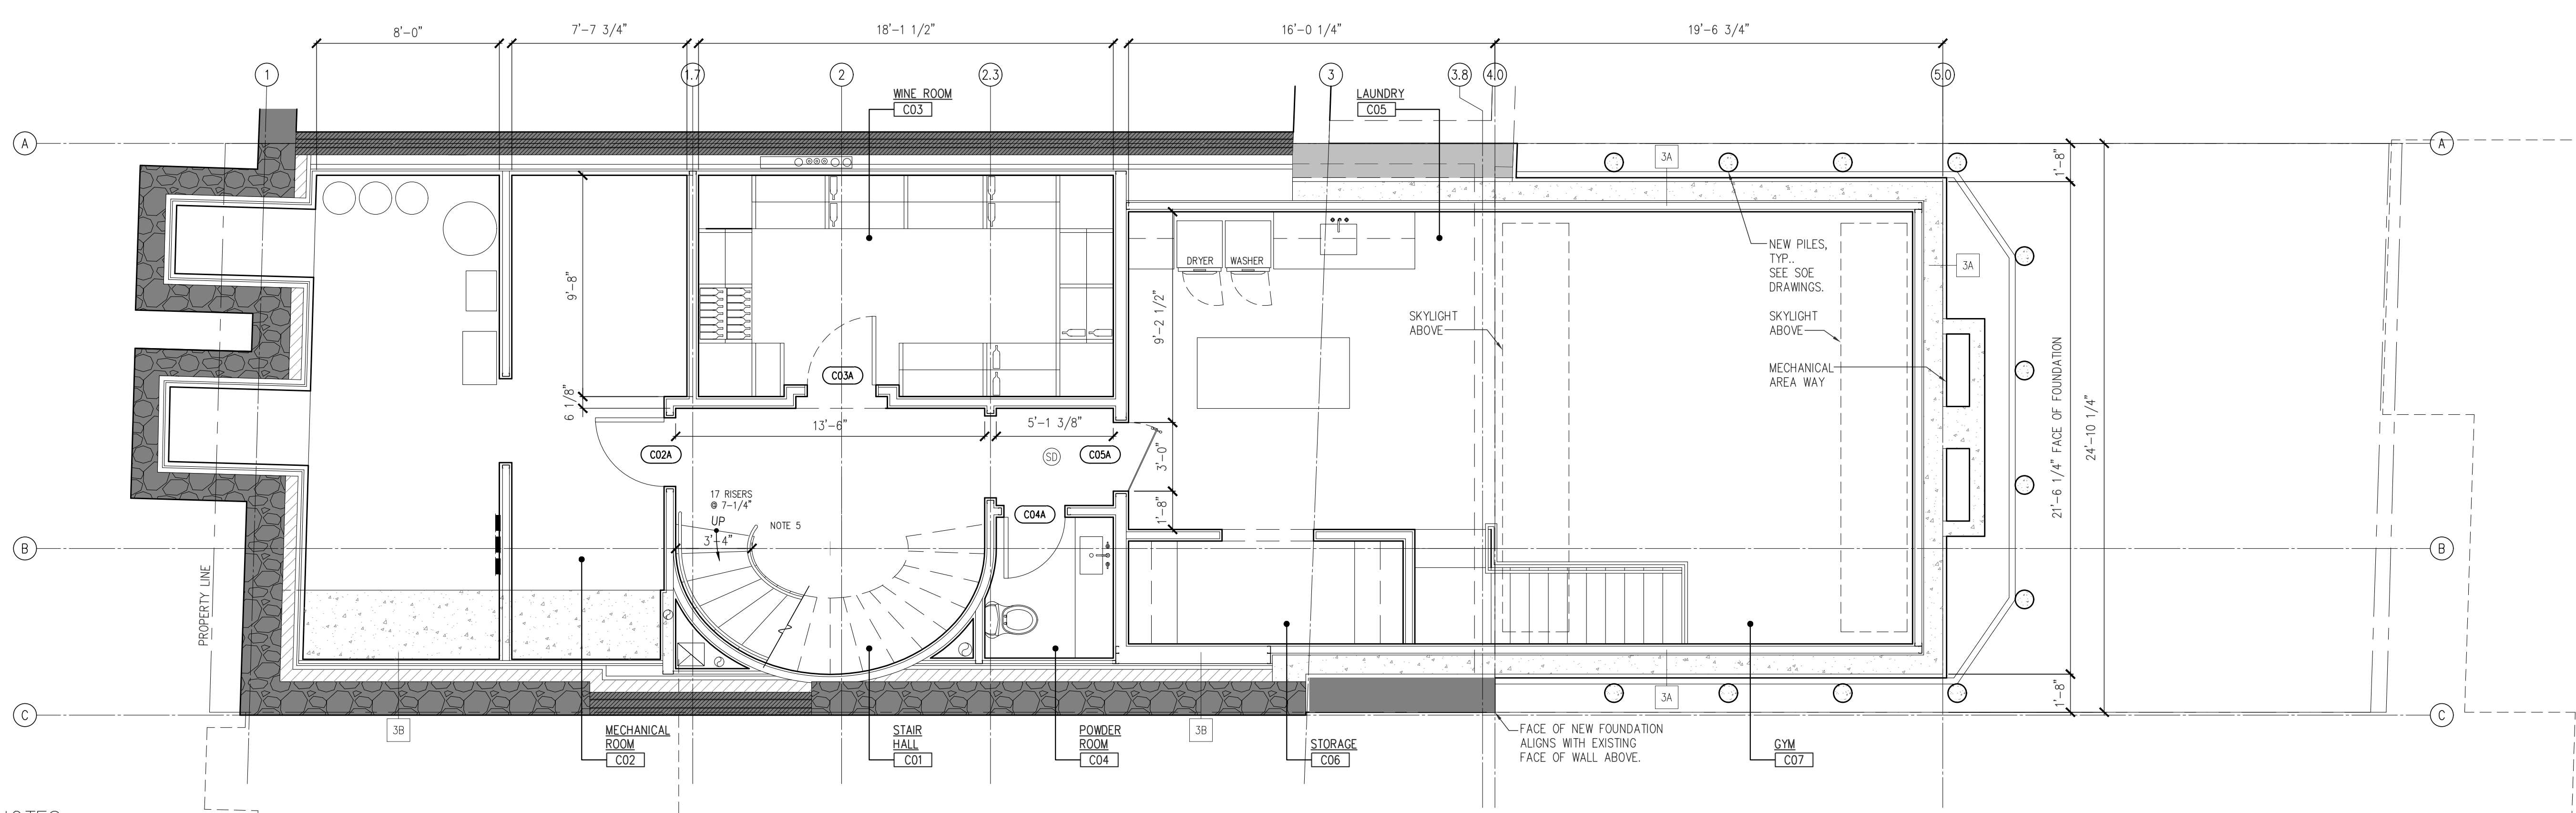 8'-0"
7'-7 3/4"
18'-1 1/2"
16'-0 1/4"
19'-6 3/4"
1
1.7
2
2.3
3
3.8
4.0
5.0
WINE ROOM
C03
LAUNDRY
C05
A
A
3A
1'-8"
DRYER
WASHER
NEW PILES,
TYP..
SEE SOE
DRAWINGS.
3A
9'-8"
9'-2 1/2"
SKYLIGHT
ABOVE
SKYLIGHT
ABOVE
MECHANICAL
AREA WAY
C03A
6 1/8"
21'-6 1/4" FACE OF FOUNDATION
24'-10 1/4"
13'-6"
5'-1 3/8"
C02A
SD
C05A
3'-0"
17 RISERS
@ 7-1/4"
UP
NOTE 5
C04A
1'-8"
3'-4"
B
B
PROPERTY LINE
3A
1'-8"
C
C
3B
MECHANICAL
ROOM
C02
STAIR
HALL
C01
POWDER
ROOM
C04
3B
STORAGE
C06
FACE OF NEW FOUNDATION
ALIGNS WITH EXISTING
FACE OF WALL ABOVE.
GYM
C07